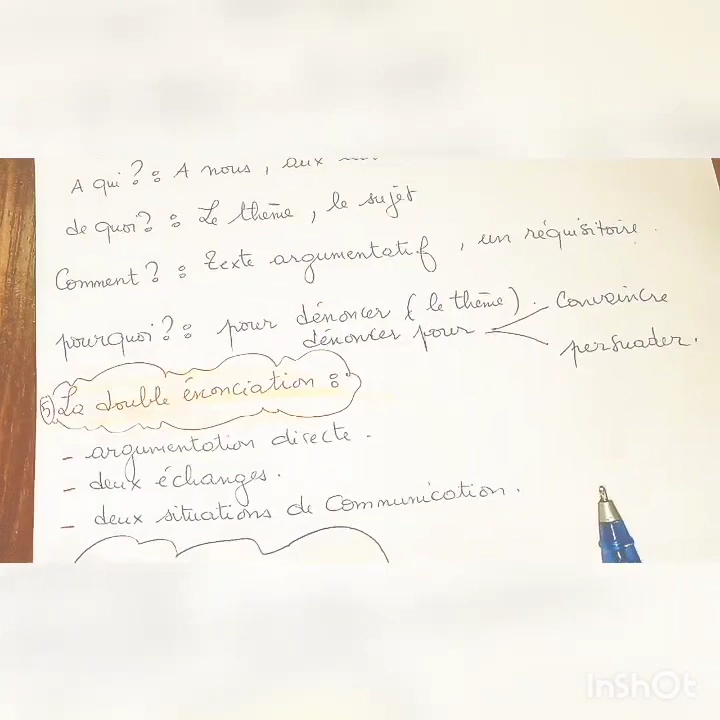 A qui ? : A nous, aux
de quoi ? : Le thême, le sujet
Comment ? : texte argumentatif, un réquisitoire.
pourquoi ? : pour dénoncer (le thème). Convaincre
dénoncer pour persuader.
5) La double énonciation :
- argumentation directe.
- deux échanges.
- deux situations de Communication.
InShOt